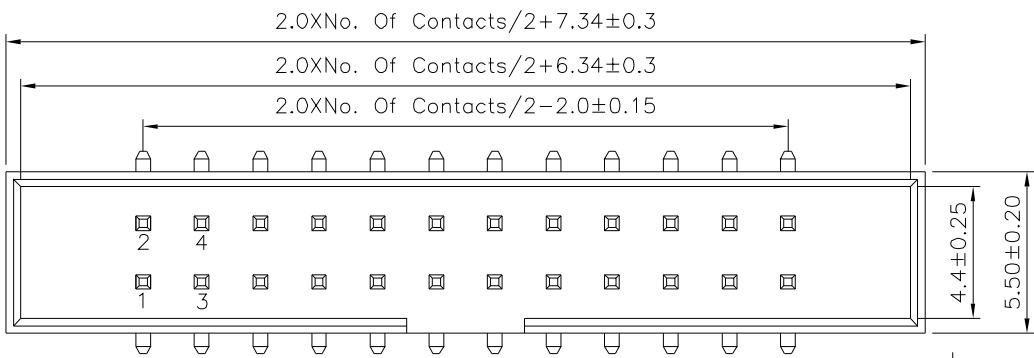 2.0XNo. Of Contacts/2+7.34±0.3
2.0XNo. Of Contacts/2+6.34±0.3
2.0XNo. Of Contacts/2-2.0±0.15
2 4
1 3
4.4±0.25
5.50±0.20